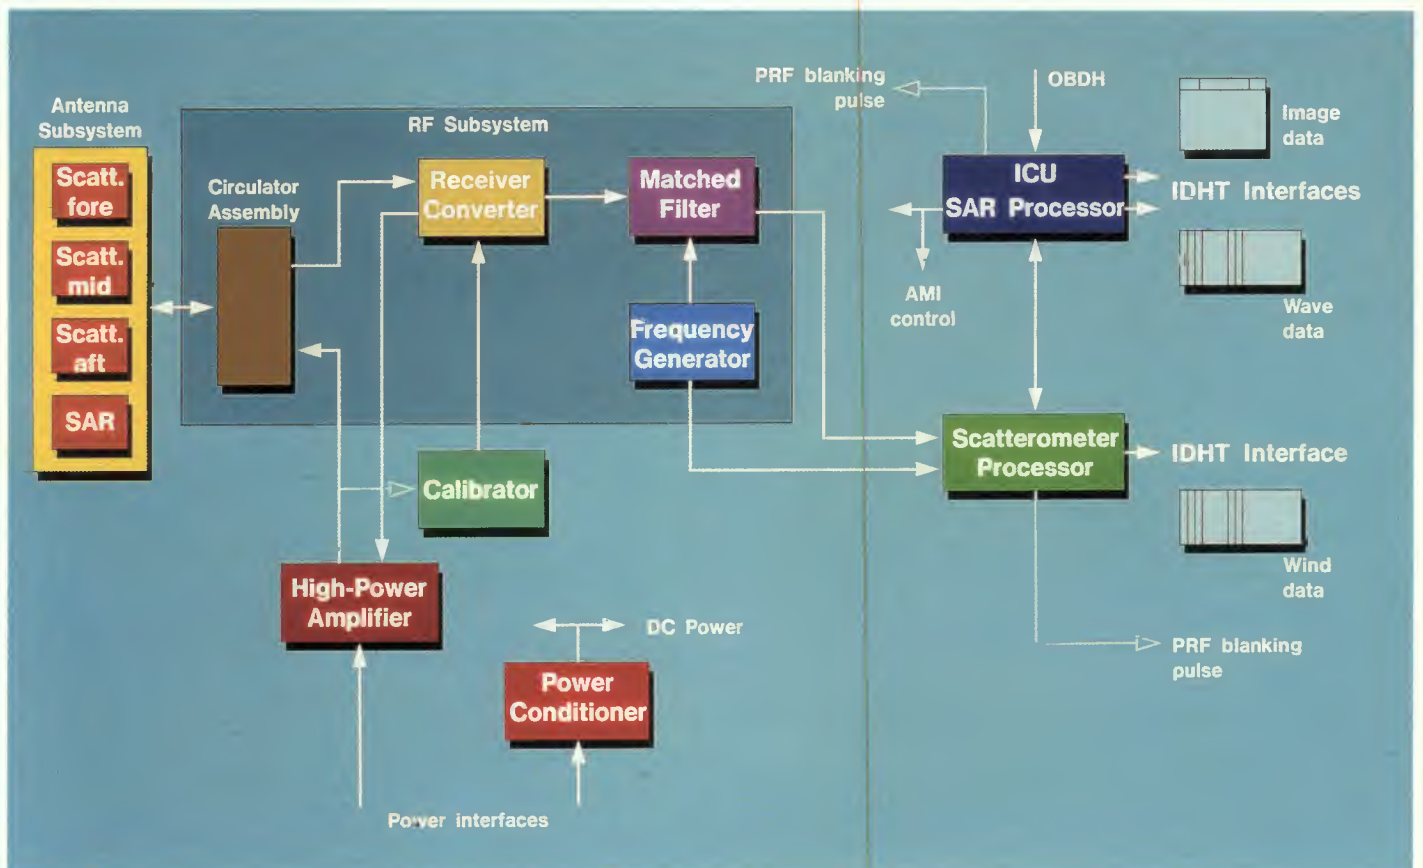 Antenna
Subsystem
Scatt.
fore
Scatt.
mid
Scatt.
aft
SAR
RF Subsystem
Circulator
Assembly
Receiver
Converter
Matched
Filter
Frequency
Generator
Calibrator
High-Power
Amplifier
DC Power
Power
Conditioner
Power interfaces
PRF blanking
pulse
OBDH
ICU
SAR Processor
AMI
control
Image
data
IDHT Interfaces
Wave
data
Scatterometer
Processor
IDHT Interface
Wind
data
PRF blanking
pulse